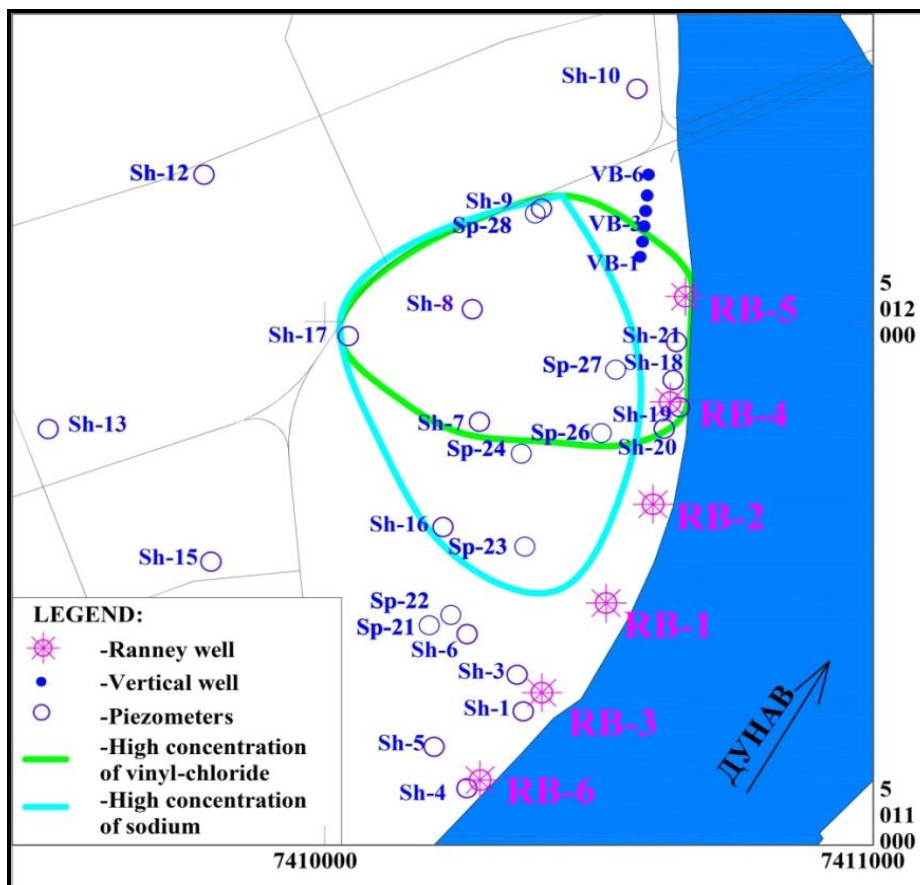 Sh-10
Sh-12
VB-6
Sh-9
Sp-28
VB-3
VB-1
5
012
000
Sh-8
RB-5
Sh-17
Sh-21
Sp-27
Sh-18
Sh-13
Sh-7
Sh-19
RB-4
Sp-26
Sh-20
Sp-24
RB-2
Sh-16
Sp-23
Sh-15
RB-1
Sp-22
Sp-21
Sh-6
Sh-3
RB-3
Sh-1
Sh-5
RB-6
Sh-4
ДУНАВ
LEGEND:
-Ranney well
-Vertical well
-Piezometers
-High concentration
of vinyl-chloride
-High concentration
of sodium
5
011
000
7410000
7411000